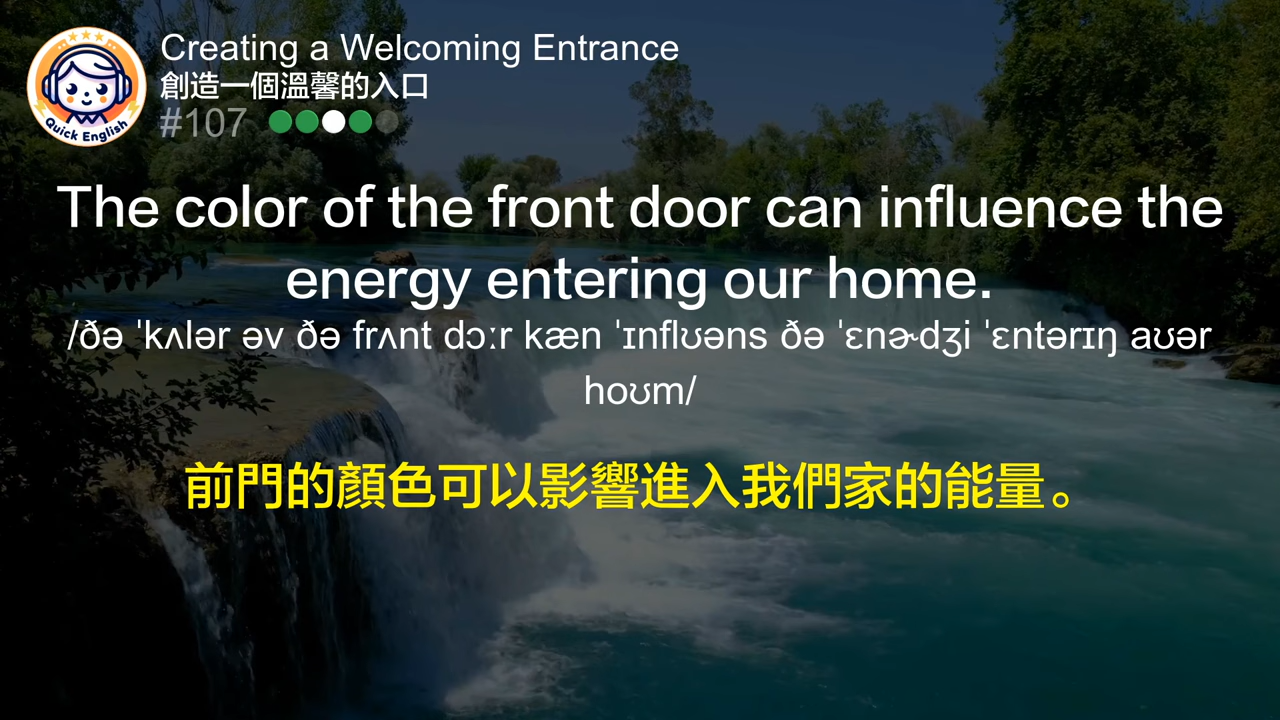 Quick English
Creating a Welcoming Entrance
創造一個溫馨的入口
#107
The color of the front door can influence the
energy entering our home.
/ðə ˈkʌlər əv ðə frʌnt dɔːr kæn ˈɪnflʊəns ðə ˈɛnɚdʒi ˈɛntərɪŋ aʊər
hoʊm/
前門的顏色可以影響進入我們家的能量。